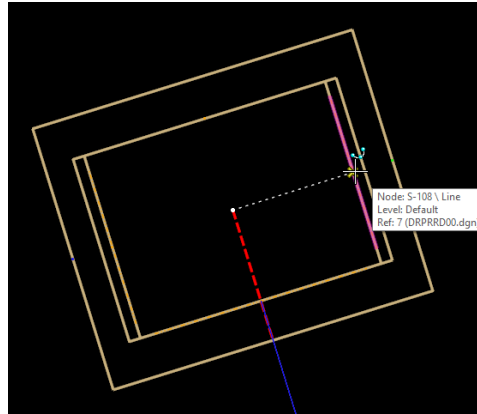 Node: S-108 \ Line
Level: Default
Ref: 7 (DRPRRD00.dgn